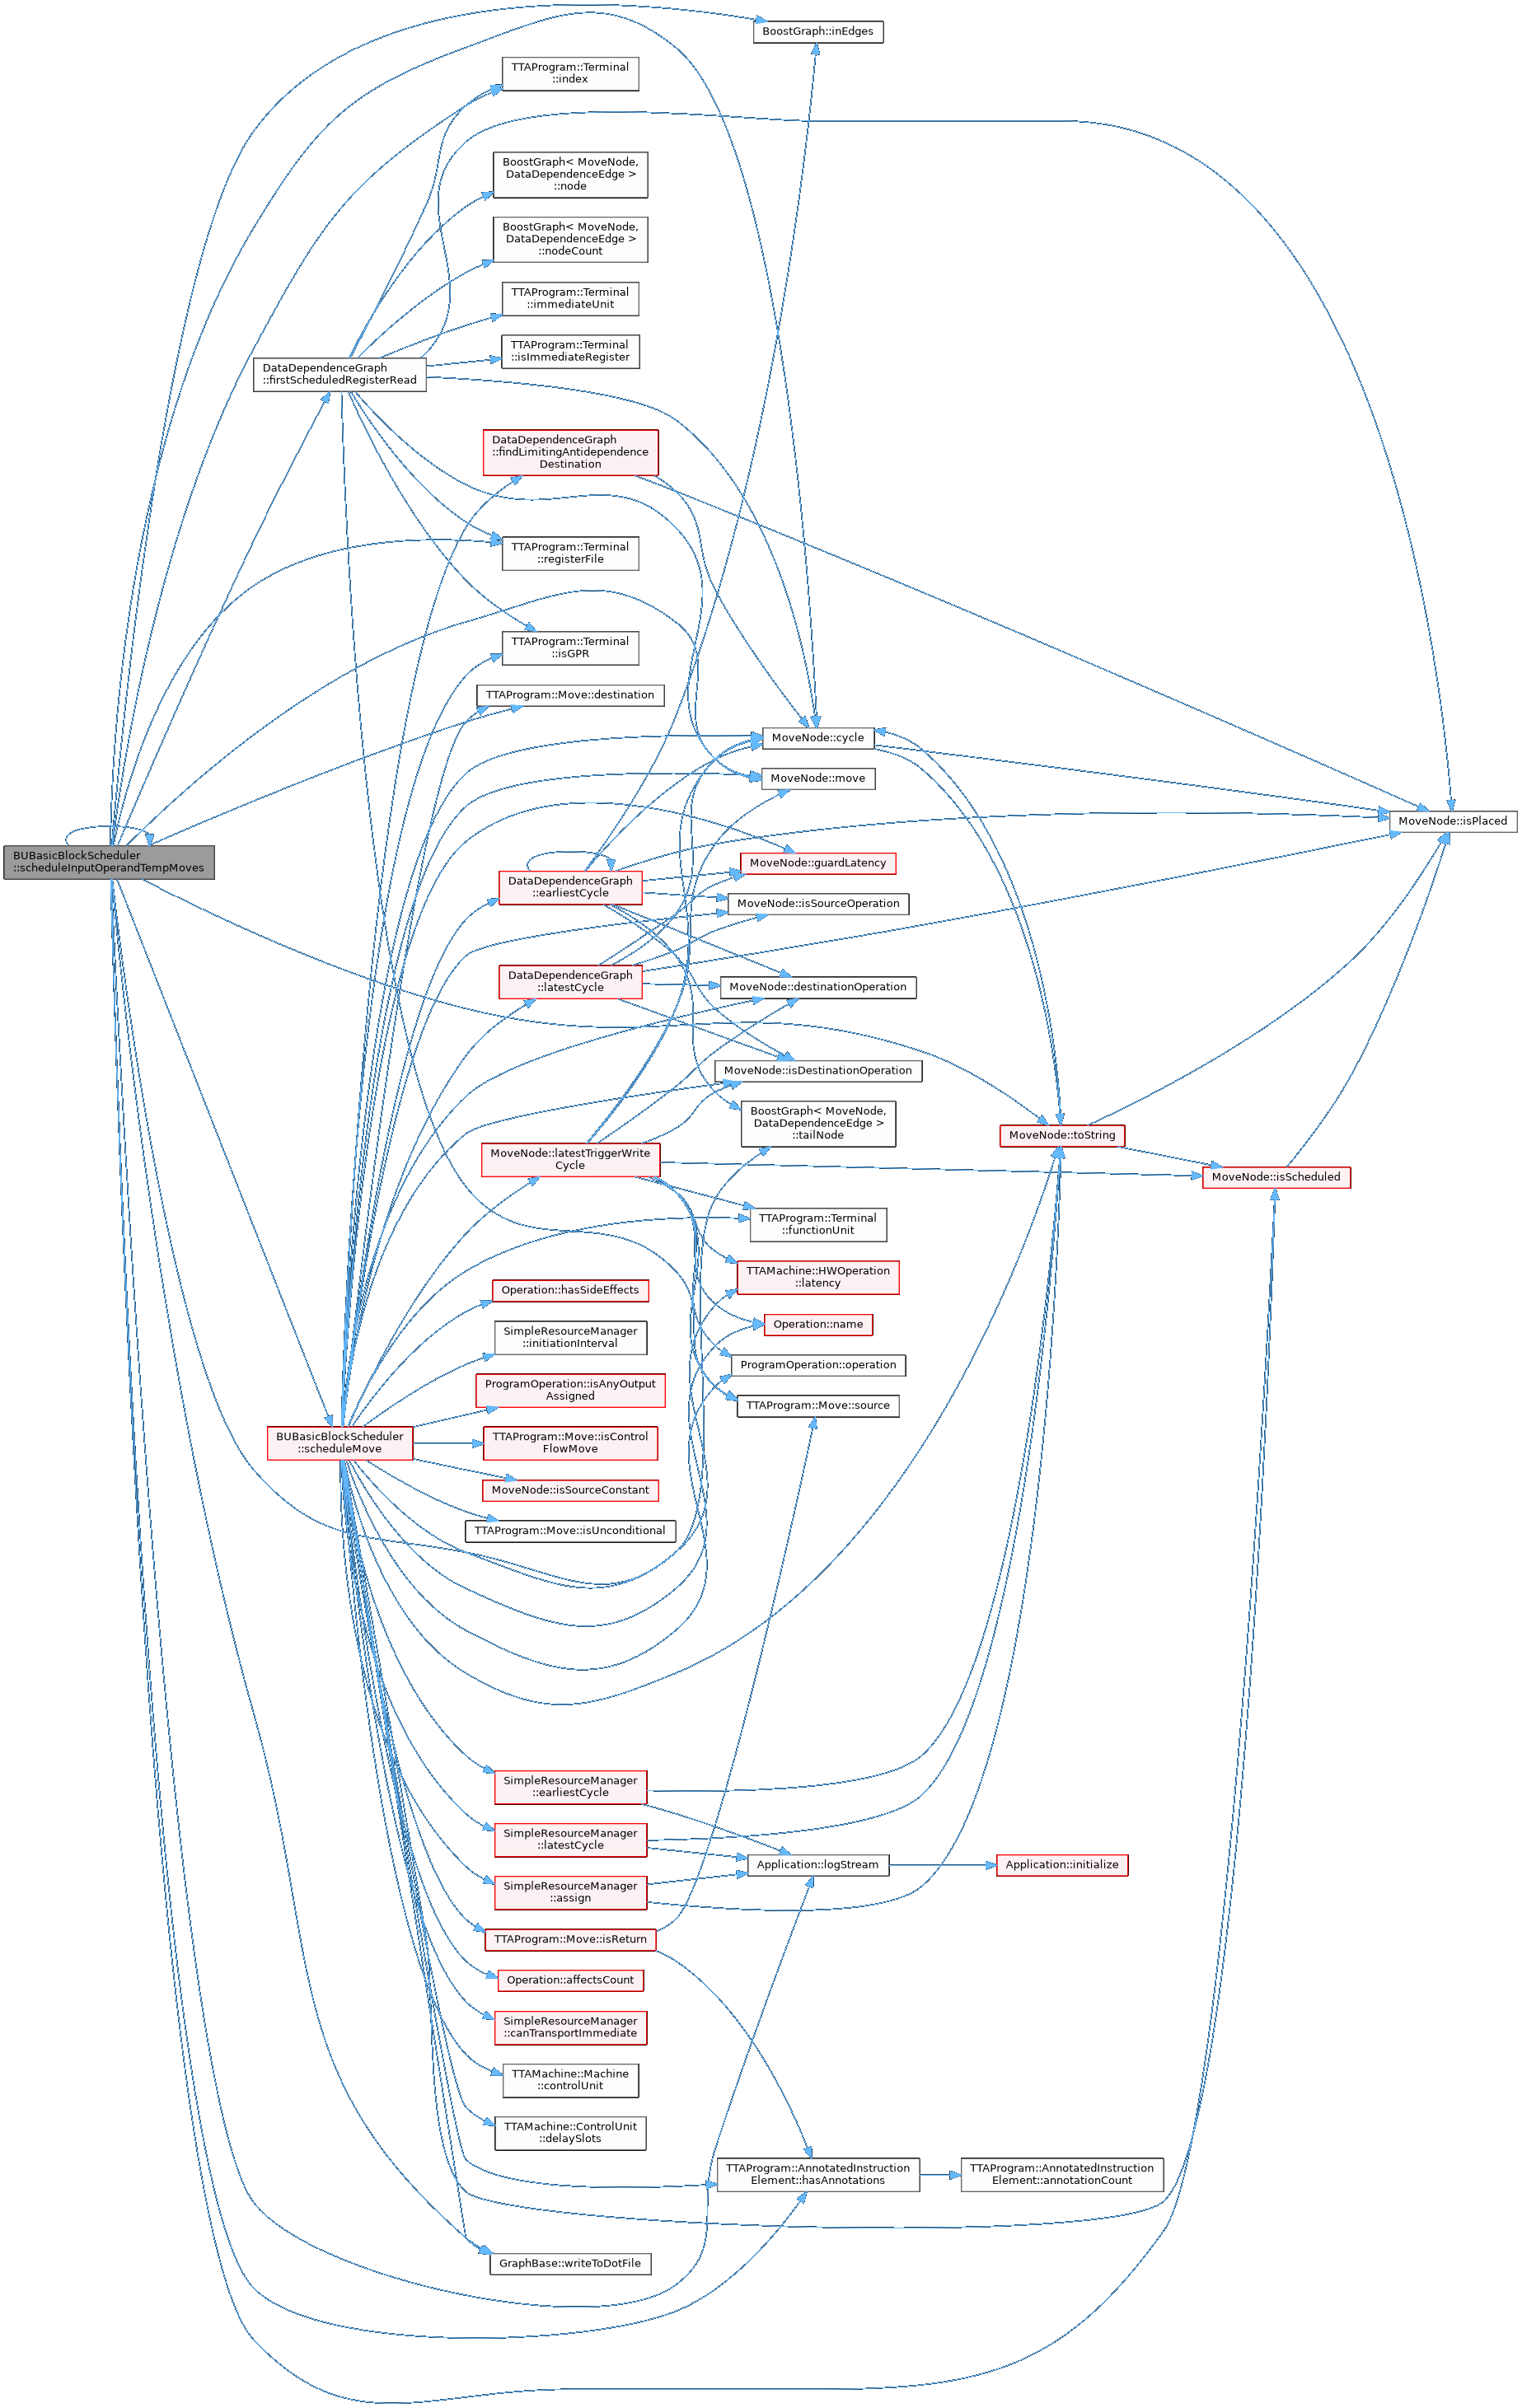 BoostGraph::inEdges
TTAProgram::Terminal
::index
BoostGraph< MoveNode,
DataDependenceEdge >
::node
BoostGraph< MoveNode,
DataDependenceEdge >
::nodeCount
TTAProgram::Terminal
::immediateUnit
TTAProgram::Terminal
::isImmediateRegister
DataDependenceGraph
::firstScheduledRegisterRead
DataDependenceGraph
::findLimitingAntidependence
Destination
TTAProgram::Terminal
::registerFile
TTAProgram::Terminal
::isGPR
TTAProgram::Move::destination
MoveNode::cycle
MoveNode::move
MoveNode::isPlaced
BUBasicBlockScheduler
::scheduleInputOperandTempMoves
MoveNode::guardLatency
DataDependenceGraph
::earliestCycle
MoveNode::isSourceOperation
DataDependenceGraph
::latestCycle
MoveNode::destinationOperation
MoveNode::isDestinationOperation
BoostGraph< MoveNode,
DataDependenceEdge >
::tailNode
MoveNode::toString
MoveNode::latestTriggerWrite
Cycle
MoveNode::isScheduled
TTAProgram::Terminal
::functionUnit
TTAMachine::HWOperation
::latency
Operation::hasSideEffects
Operation::name
SimpleResourceManager
::initiationInterval
ProgramOperation::operation
ProgramOperation::isAnyOutput
Assigned
TTAProgram::Move::source
BUBasicBlockScheduler
::scheduleMove
TTAProgram::Move::isControl
FlowMove
MoveNode::isSourceConstant
TTAProgram::Move::isUnconditional
SimpleResourceManager
::earliestCycle
SimpleResourceManager
::latestCycle
Application::logStream
Application::initialize
SimpleResourceManager
::assign
TTAProgram::Move::isReturn
Operation::affectsCount
SimpleResourceManager
::canTransportImmediate
TTAMachine::Machine
::controlUnit
TTAMachine::ControlUnit
::delaySlots
TTAProgram::AnnotatedInstruction
Element::hasAnnotations
TTAProgram::AnnotatedInstruction
Element::annotationCount
GraphBase::writeToDotFile